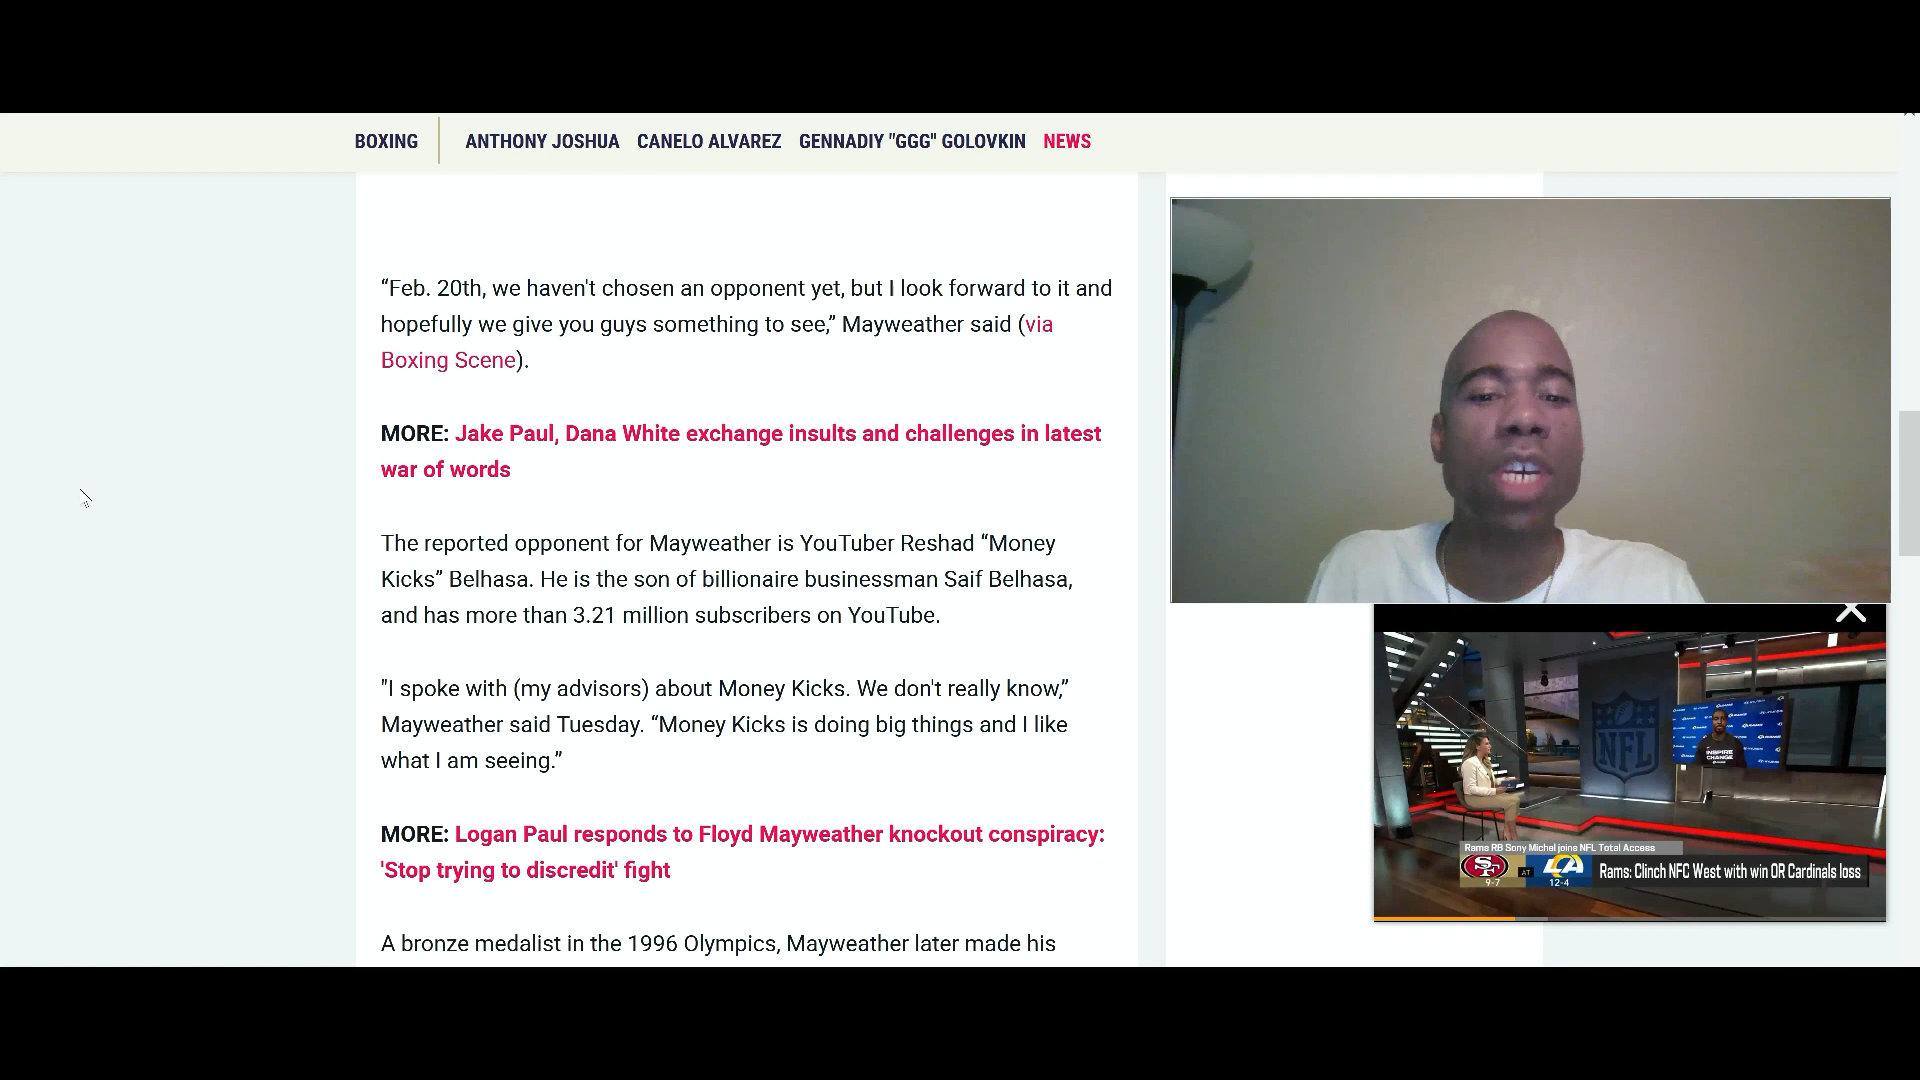 BOXING ANTHONY JOSHUA CANELO ALVAREZ GENNADIY "GGG" GOLOVKIN NEWS
“Feb. 20th, we haven't chosen an opponent yet, but I look forward to it and
hopefully we give you guys something to see,” Mayweather said (via
Boxing Scene).
MORE: Jake Paul, Dana White exchange insults and challenges in latest
war of words
The reported opponent for Mayweather is YouTuber Reshad “Money
Kicks” Belhasa. He is the son of billionaire businessman Saif Belhasa,
and has more than 3.21 million subscribers on YouTube.
"I spoke with (my advisors) about Money Kicks. We don't really know,”
Mayweather said Tuesday. “Money Kicks is doing big things and I like
what I am seeing.”
MORE: Logan Paul responds to Floyd Mayweather knockout conspiracy:
'Stop trying to discredit' fight
A bronze medalist in the 1996 Olympics, Mayweather later made his
NFL
INSPIRE
CHANGE
Rams RB Sony Michel joins NFL Total Access
SF 9-7 AT LA 12-4 Rams: Clinch NFC West with win OR Cardinals loss